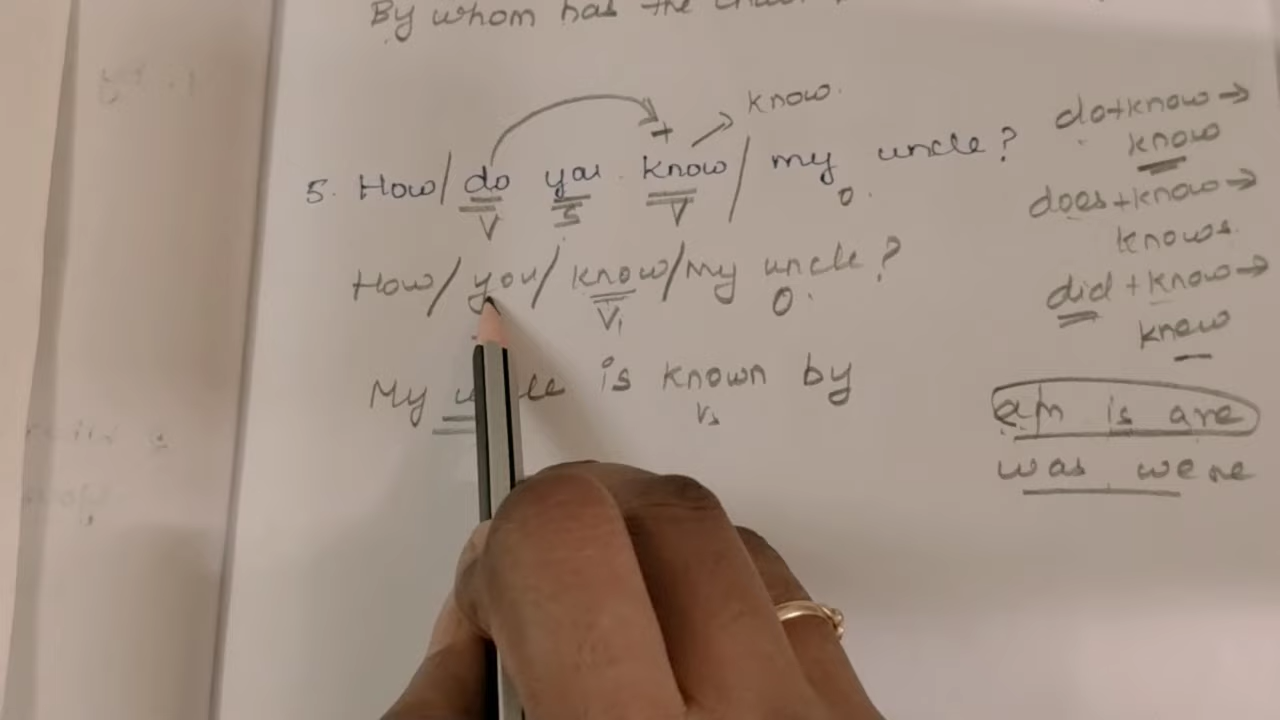 By whom has the
know.
5. How/ do you know / my uncle?
V S V O.
How/ you/ know/My uncle?
V1 O.
My uncle is known by
V3
do+know→
know
does+know→
knows.
did + know→
knew
am is are
was were